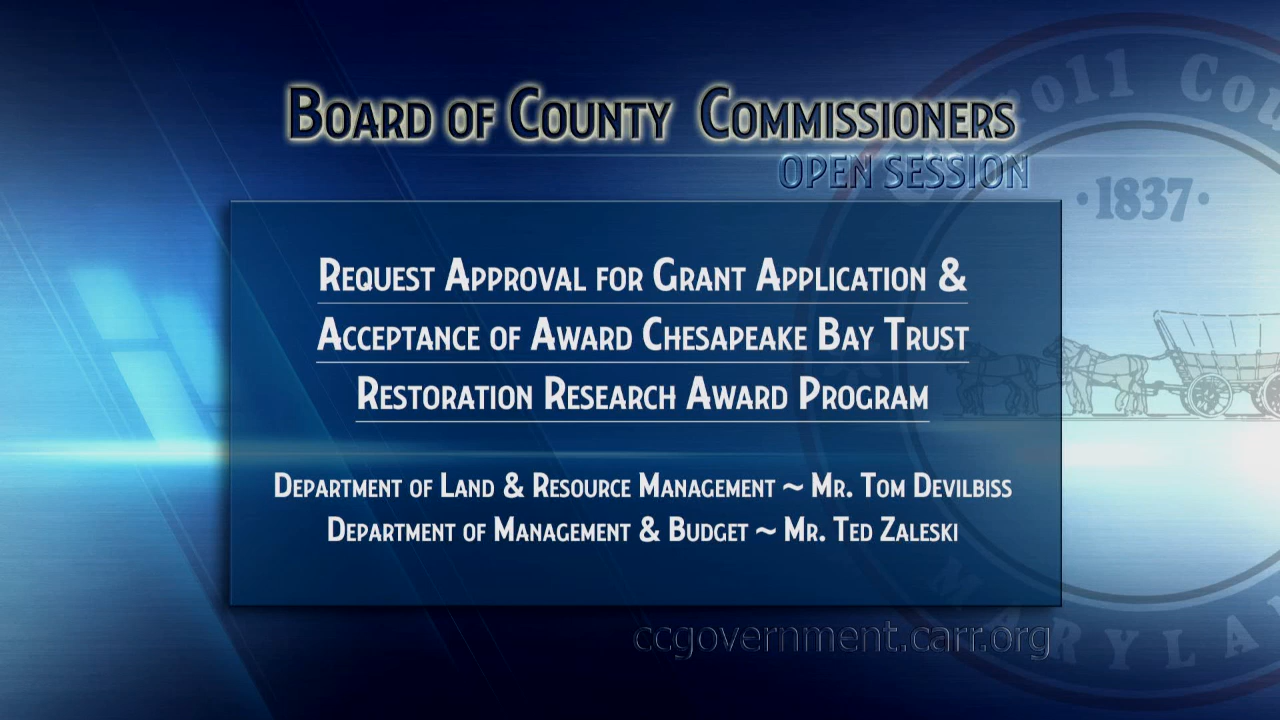 Board of County Commissioners
OPEN SESSION
Request Approval for Grant Application &
Acceptance of Award Chesapeake Bay Trust
Restoration Research Award Program
Department of Land & Resource Management ~ Mr. Tom Devilbiss
Department of Management & Budget ~ Mr. Ted Zaleski
ccgovernment.carr.org
·1837·